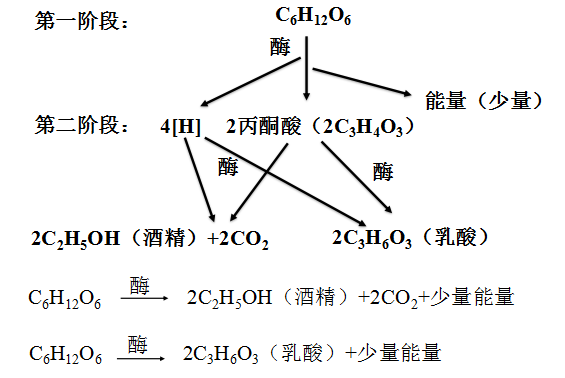 第一阶段： C₆H₁₂O₆
酶
能量（少量）
第二阶段： 4[H] 2丙酮酸（2C₃H₄O₃）
酶 酶
2C₂H₅OH（酒精）+2CO₂ 2C₃H₆O₃（乳酸）
C₆H₁₂O₆ 酶 2C₂H₅OH（酒精）+2CO₂+少量能量
C₆H₁₂O₆ 酶 2C₃H₆O₃（乳酸）+少量能量